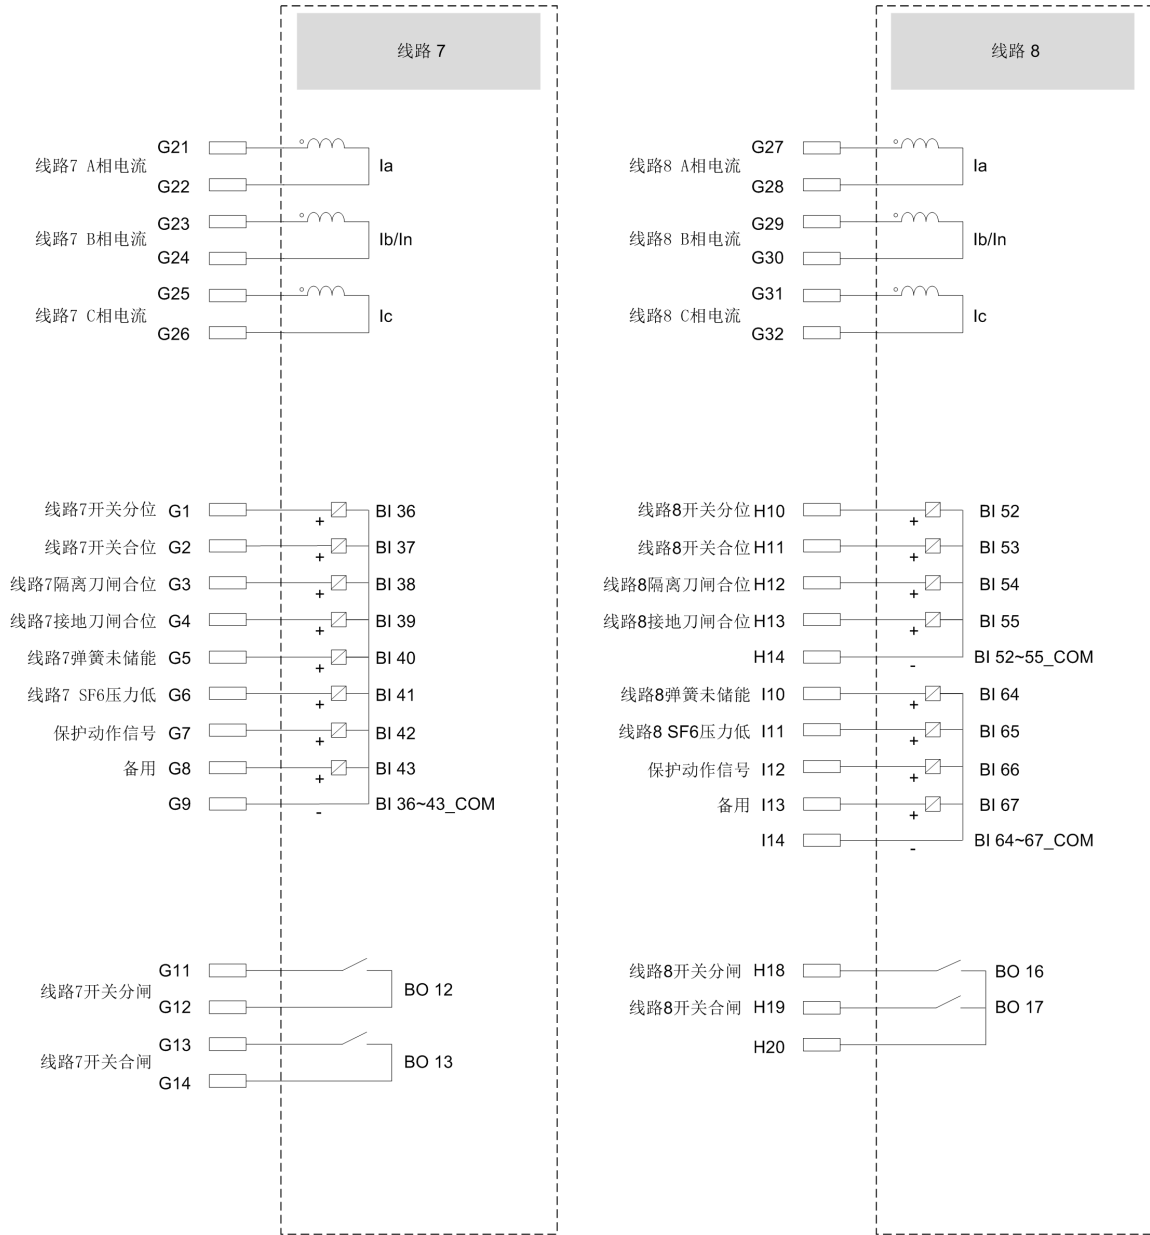 线路 7
G21
线路7 A相电流
Ia
G22
G23
线路7 B相电流
Ib/In
G24
G25
线路7 C相电流
Ic
G26
线路7开关分位 G1 + BI 36
线路7开关合位 G2 + BI 37
线路7隔离刀闸合位 G3 + BI 38
线路7接地刀闸合位 G4 + BI 39
线路7弹簧未储能 G5 + BI 40
线路7 SF6压力低 G6 + BI 41
保护动作信号 G7 + BI 42
备用 G8 + BI 43
G9 - BI 36~43_COM
G11
线路7开关分闸
BO 12
G12
G13
线路7开关合闸
BO 13
G14
线路 8
G27
线路8 A相电流
Ia
G28
G29
线路8 B相电流
Ib/In
G30
G31
线路8 C相电流
Ic
G32
线路8开关分位 H10 + BI 52
线路8开关合位 H11 + BI 53
线路8隔离刀闸合位 H12 + BI 54
线路8接地刀闸合位 H13 + BI 55
H14 - BI 52~55_COM
线路8弹簧未储能 I10 + BI 64
线路8 SF6压力低 I11 + BI 65
保护动作信号 I12 + BI 66
备用 I13 + BI 67
I14 - BI 64~67_COM
线路8开关分闸 H18 BO 16
线路8开关合闸 H19 BO 17
H20